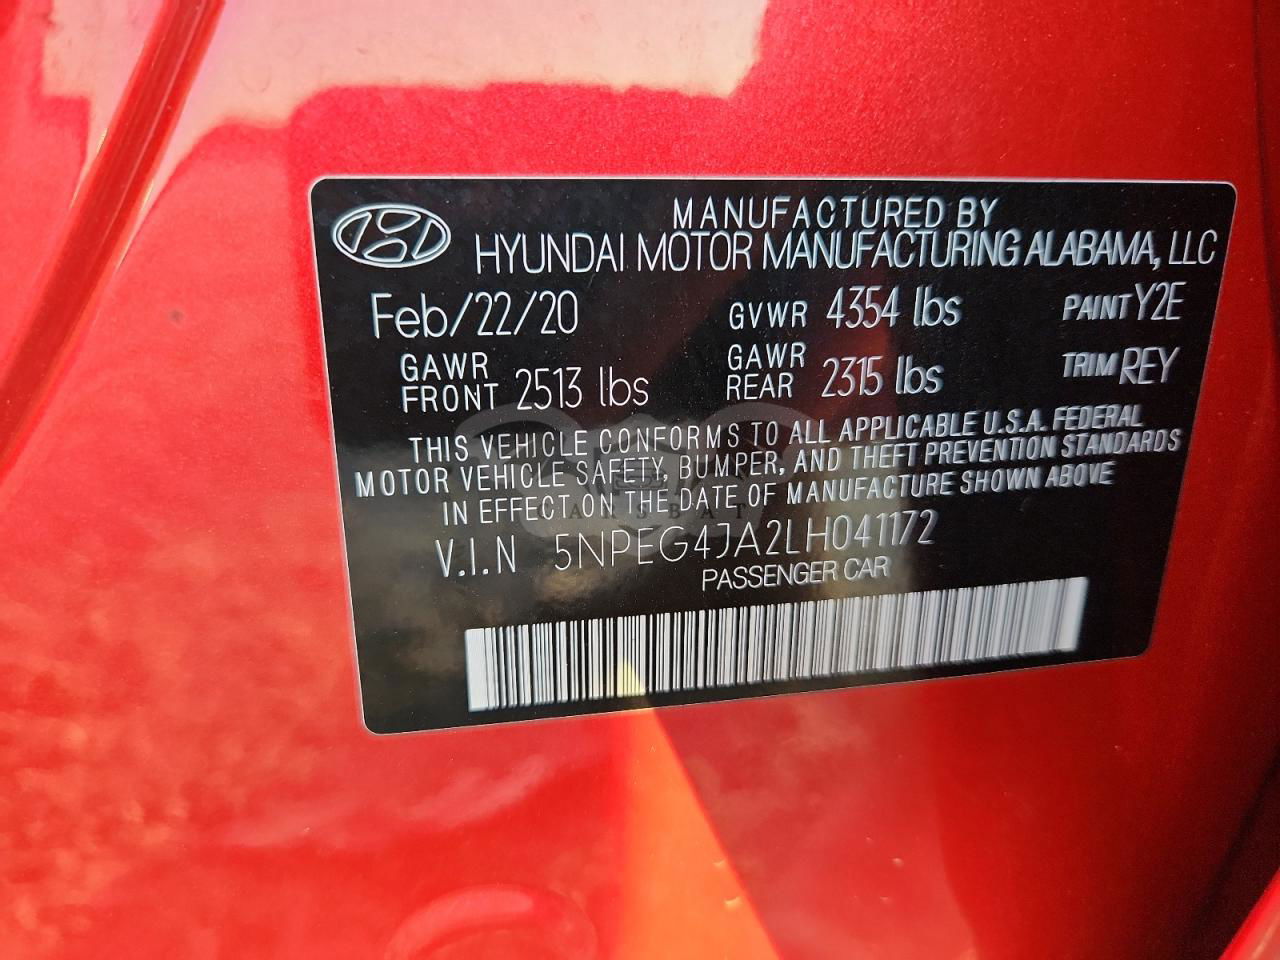 MANUFACTURED BY
HYUNDAI MOTOR MANUFACTURING ALABAMA, LLC
Feb/22/20 GVWR 4354 lbs PAINT Y2E
GAWR FRONT 2513 lbs GAWR REAR 2315 lbs TRIM REY
THIS VEHICLE CONFORMS TO ALL APPLICABLE U.S.A. FEDERAL
MOTOR VEHICLE SAFETY, BUMPER, AND THEFT PREVENTION STANDARDS
IN EFFECT ON THE DATE OF MANUFACTURE SHOWN ABOVE
CARSBAT
V.I.N 5NPEG4JA2LH041172
PASSENGER CAR